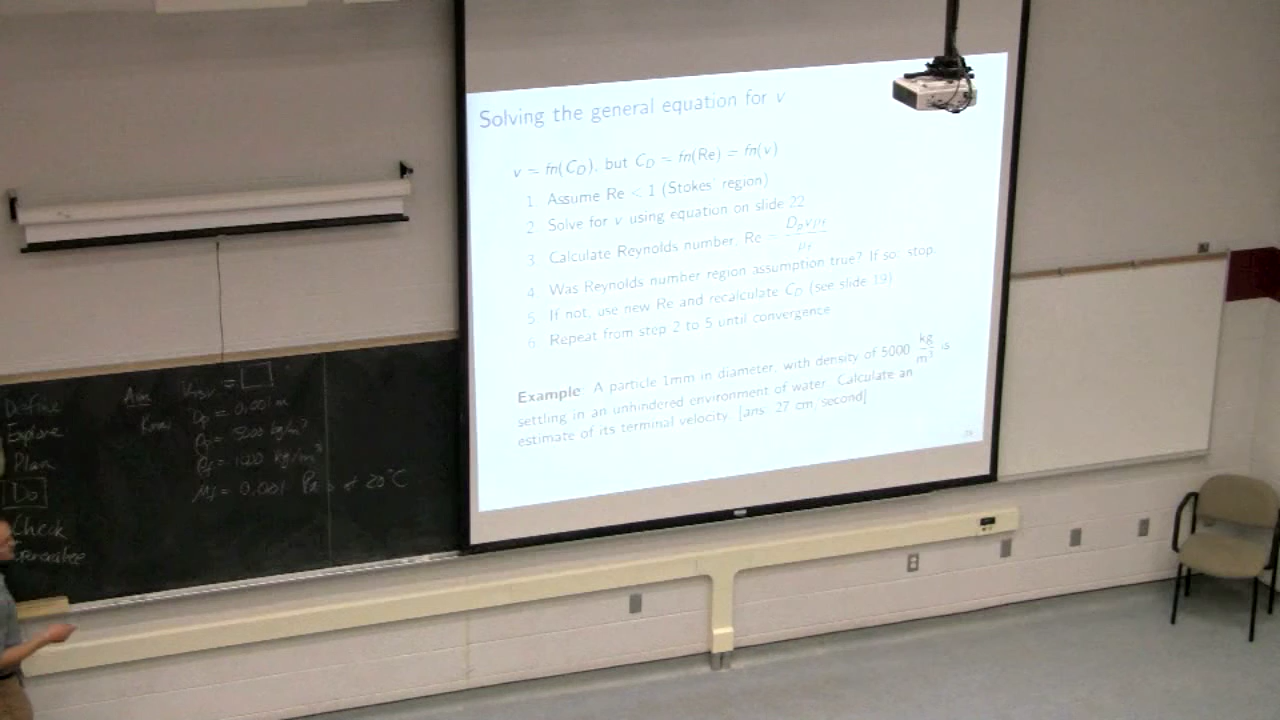 Solving the general equation for v
v = fn(C_D), but C_D = fn(Re) = fn(v)
1 Assume Re < 1 (Stokes' region)
2 Solve for v using equation on slide 22
3 Calculate Reynolds number, Re = D_p v ρ_f / μ_f
4 Was Reynolds number region assumption true? If so: stop.
5 If not, use new Re and recalculate C_D (see slide 19)
6 Repeat from step 2 to 5 until convergence
Example: A particle 1mm in diameter, with density of 5000 kg/m³ is
settling in an unhindered environment of water. Calculate an
estimate of its terminal velocity. [ans: 27 cm/second]
Define
Explore
Plan
Do
Check
Aim
Know
D_p = 0.001 m
= 5000 kg/m³
ρ_f = 1000 kg/m³
μ_f = 0.001 Pa 20°C